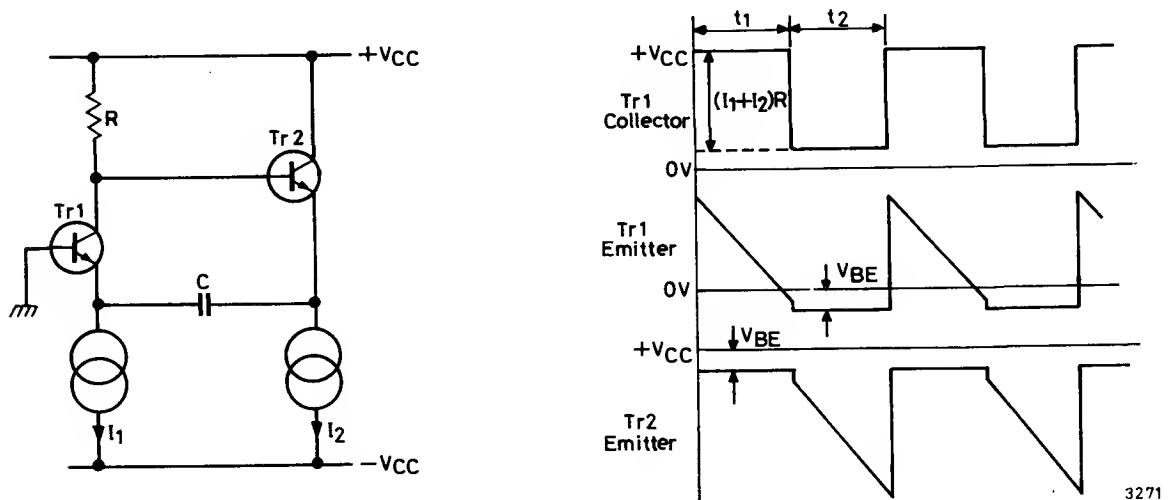 +VCC
R
Tr2
Tr1
C
I1
I2
-VCC
t1
t2
+VCC
(I1+I2)R
Tr1
Collector
0V
Tr1
Emitter
VBE
0V
VBE
+VCC
Tr2
Emitter
3271